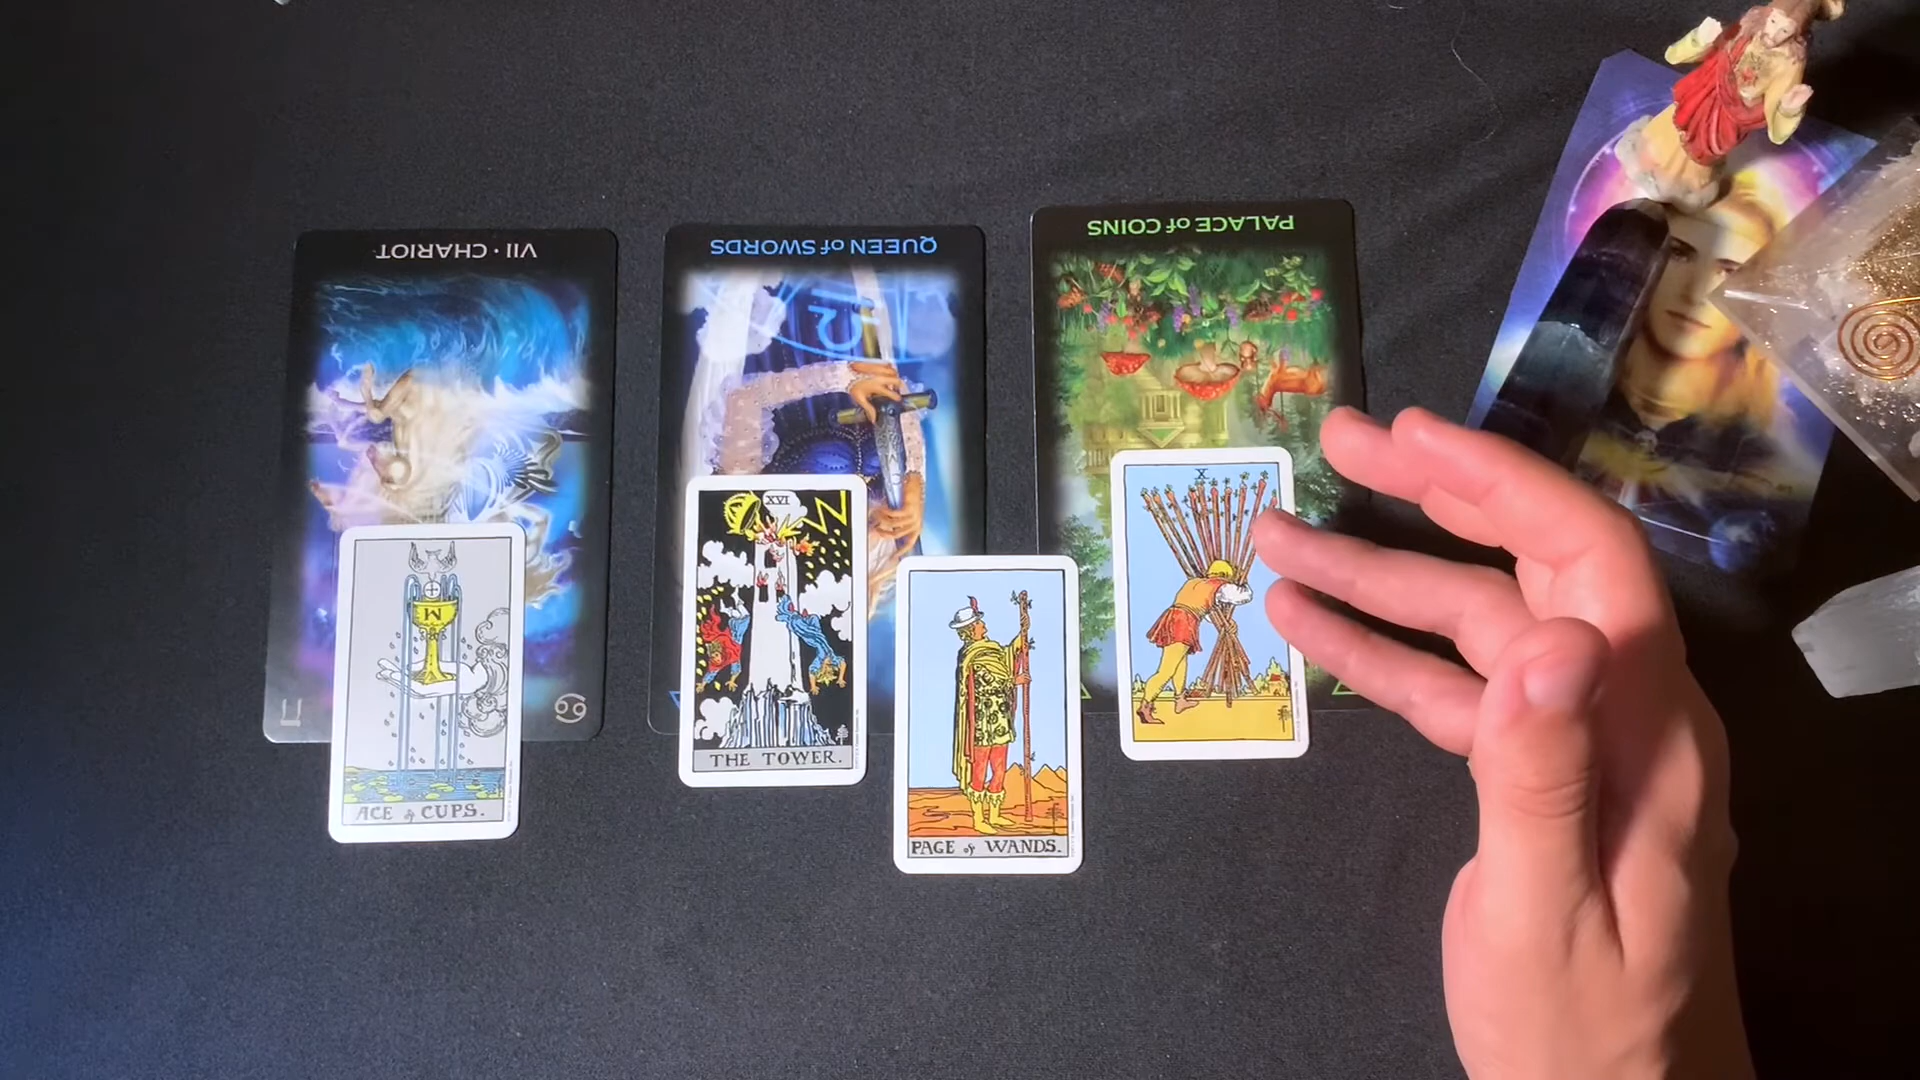 VII · CHARIOT
QUEEN of SWORDS
PALACE of COINS
ACE of CUPS.
XVI
THE TOWER.
PAGE of WANDS.
X